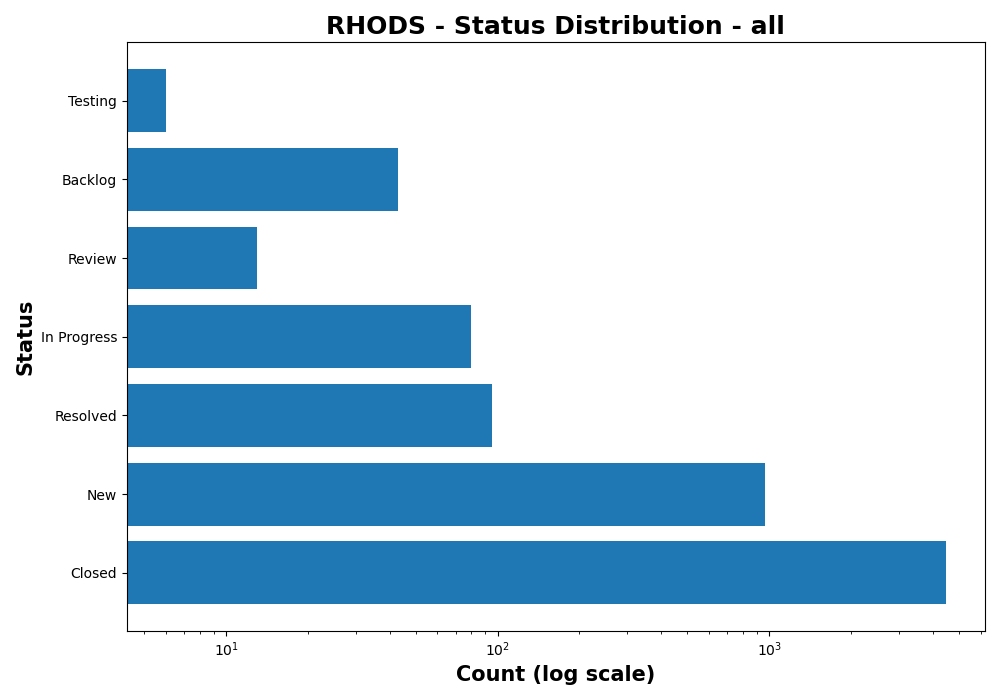 RHODS - Status Distribution - all
Testing
Backlog
Review
In Progress
Resolved
New
Closed
Status
10¹ 10² 10³
Count (log scale)